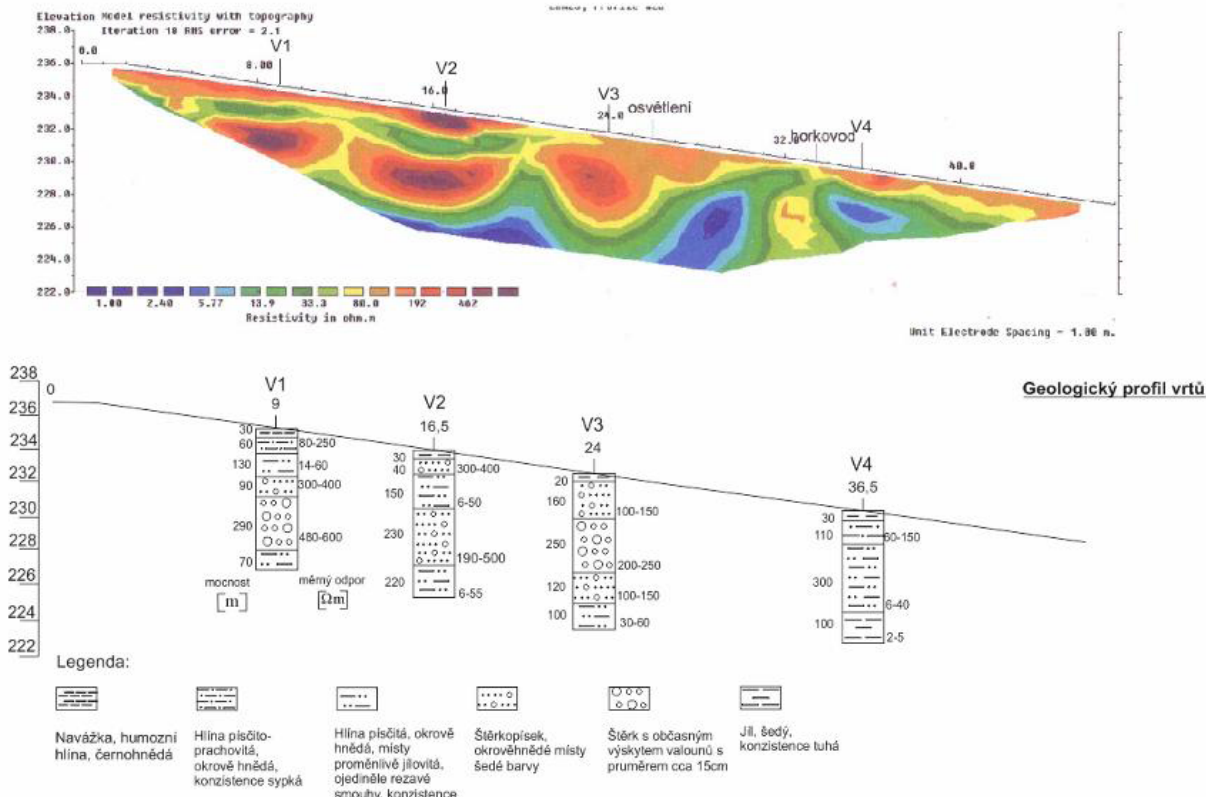 Elevation Model resistivity with topography
Iteration 10 RMS error = 2.1
238.0
236.0
234.0
232.0
230.0
228.0
226.0
224.0
222.0
0.0
8.00
16.0
24.0
32.0
40.0
V1
V2
V3
osvětlení
horkovod
V4
1.00 2.40 5.77 13.9 33.3 80.0 192 462
Resistivity in ohm.m
Unit Electrode Spacing - 1.00 m.
Geologický profil vrtů
238
236
234
232
230
228
226
224
222
0
V1
9
30
60 80-250
130 14-60
90 300-400
290 480-600
70
mocnost měrný odpor
[m] [Ωm]
V2
16,5
30
40 300-400
150 6-50
230 190-500
220 6-55
V3
24
20
160 100-150
250 200-250
120 100-150
100 30-60
V4
36,5
30
110 60-150
300 6-40
100 2-5
Legenda:
Navážka, humozní
hlína, černohnědá
Hlína písčito-
prachovitá,
okrově hnědá,
konzistence sypká
Hlína písčitá, okrově
hnědá, místy
proměnlivě jílovitá,
ojediněle rezavé
smouhy, konzistence
Štěrkopísek,
okrověhnědé místy
šedé barvy
Štěrk s občasným
výskytem valounů s
pruměrem cca 15cm
Jíl, šedý,
konzistence tuhá